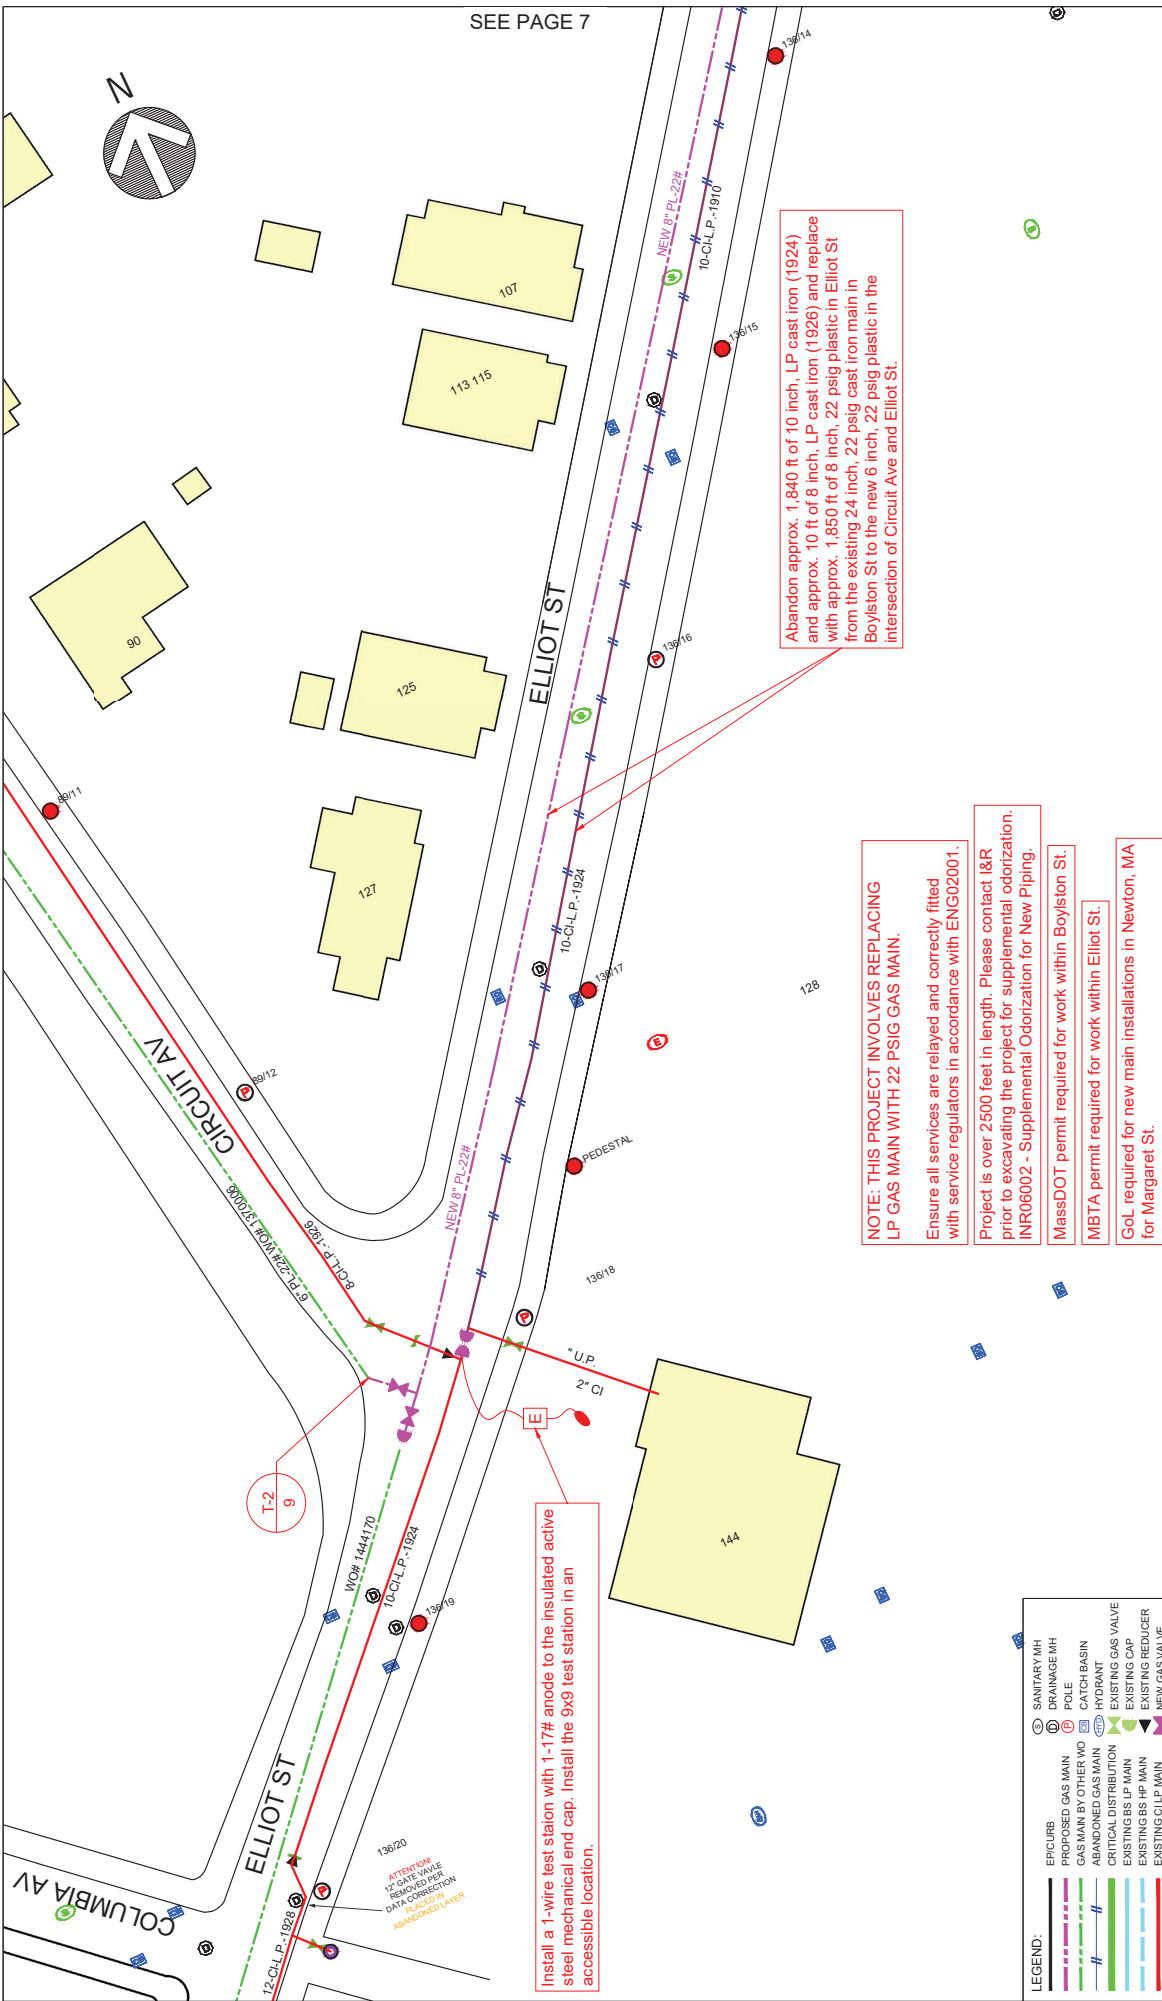 SEE PAGE 7
N
136/14
NEW 8" PL-22#
10-CI-L.P.-1910
107
113 115
136/15
Abandon approx. 1,840 ft of 10 inch, LP cast iron (1924)
and approx. 10 ft of 8 inch, LP cast iron (1926) and replace
with approx. 1,850 ft of 8 inch, 22 psig plastic in Elliot St
from the existing 24 inch, 22 psig cast iron main in
Boylston St to the new 6 inch, 22 psig plastic in the
intersection of Circuit Ave and Elliot St.
90
125
ELLIOT ST
136/16
89/11
127
10-CI-L.P.-1924
136/17
128
CIRCUIT AV
89/12
PEDESTAL
NEW 8" PL-22#
6" PL-22# WO# 1370006
8-CI-L.P.-1926
136/18
NOTE: THIS PROJECT INVOLVES REPLACING
LP GAS MAIN WITH 22 PSIG GAS MAIN.
Ensure all services are relayed and correctly fitted
with service regulators in accordance with ENG02001.
Project is over 2500 feet in length. Please contact I&R
prior to excavating the project for supplemental odorization.
INR06002 - Supplemental Odorization for New Piping.
MassDOT permit required for work within Boylston St.
MBTA permit required for work within Elliot St.
GoL required for new main installations in Newton, MA
for Margaret St.
" U.P.
2" CI
E
T-2
9
144
WO# 1444170
10-CI-L.P.-1924
136/19
Install a 1-wire test staion with 1-17# anode to the insulated active
steel mechanical end cap. Install the 9x9 test station in an
accessible location.
ELLIOT ST
136/20
ATTENTION!
12" GATE VAVLE
REMOVED PER
DATA CORRECTION
PLACED IN
ABANDONED LAYER
COLUMBIA AV
12-CI-L.P.-1928
LEGEND:
EP/CURB
PROPOSED GAS MAIN
GAS MAIN BY OTHER WO
ABANDONED GAS MAIN
CRITICAL DISTRIBUTION
EXISTING BS LP MAIN
EXISTING BS HP MAIN
EXISTING CI LP MAIN
S SANITARY MH
D DRAINAGE MH
P POLE
CB CATCH BASIN
HYD HYDRANT
EXISTING GAS VALVE
EXISTING CAP
EXISTING REDUCER
NEW GAS VALVE